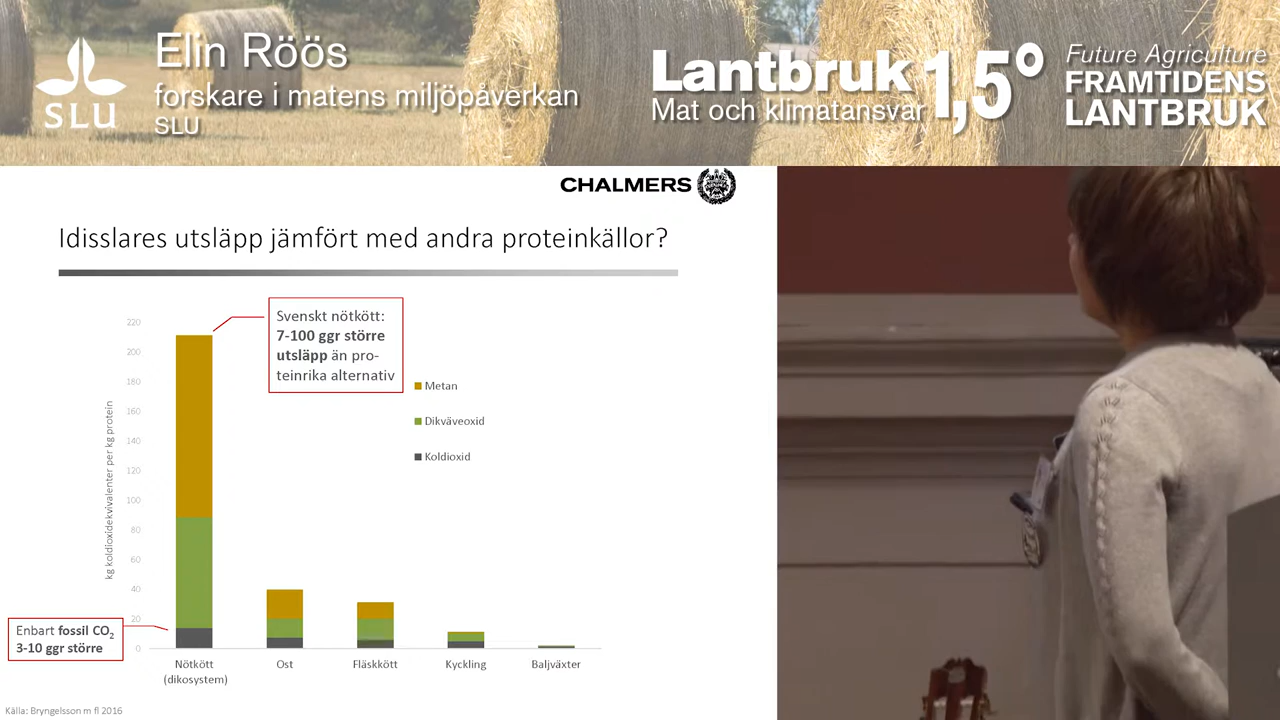 Elin Röös
forskare i matens miljöpåverkan
SLU
SLU
Lantbruk 1,5°
Mat och klimatansvar
Future Agriculture
FRAMTIDENS
LANTBRUK
CHALMERS
Idisslares utsläpp jämfört med andra proteinkällor?
Svenskt nötkött:
7-100 ggr större
utsläpp än pro-
teinrika alternativ
kg koldioxidekvivalenter per kg protein
220
200
180
160
140
120
100
80
60
40
20
0
Metan
Dikväveoxid
Koldioxid
Enbart fossil CO₂
3-10 ggr större
Nötkött
(dikosystem)
Ost
Fläskkött
Kyckling
Baljväxter
Källa: Bryngelsson m fl 2016